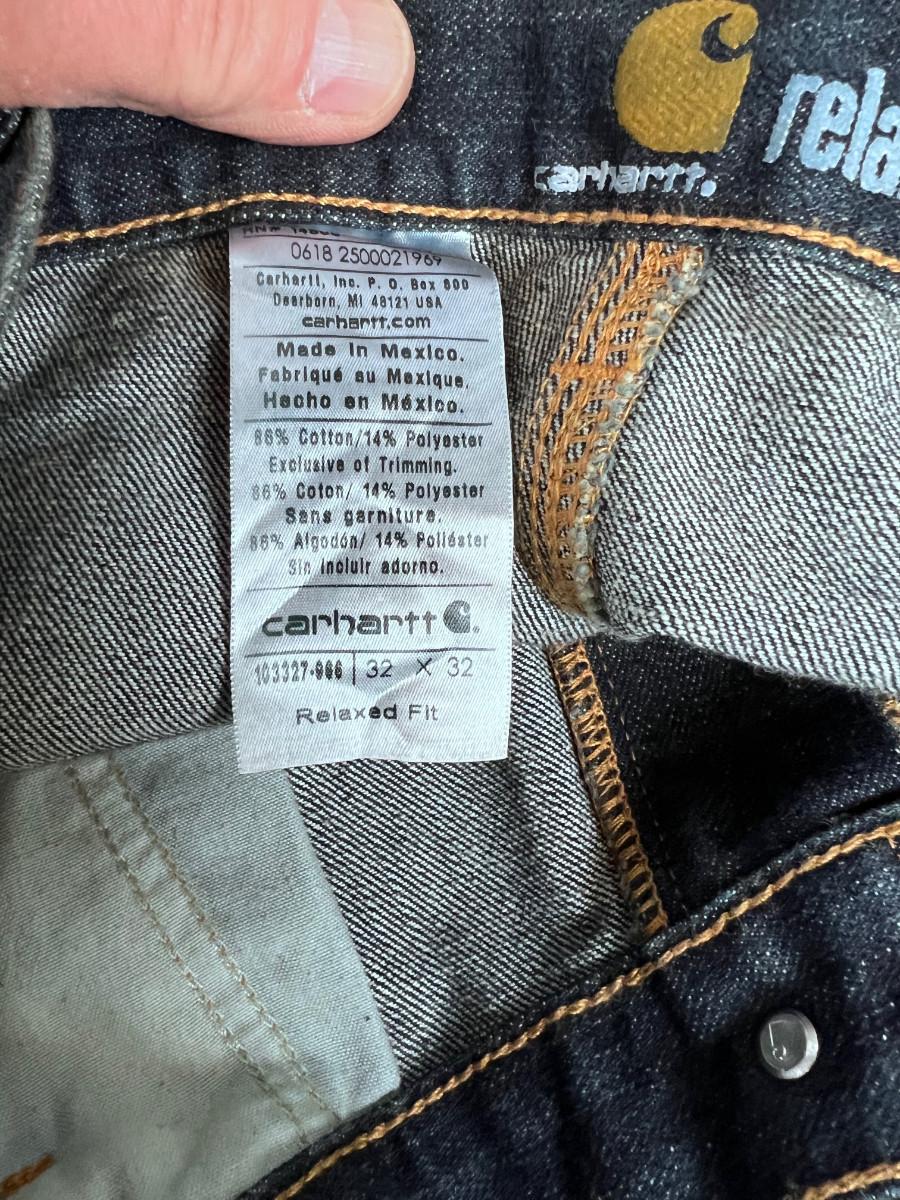 carhartt.
rela
0618 2500021969
Carhartt, Inc. P. O. Box 600
Dearborn, MI 48121 USA
carhartt.com
Made in Mexico.
Fabriqué au Mexique.
Hecho en México.
86% Cotton/14% Polyester
Exclusive of Trimming.
86% Coton/ 14% Polyester
Sans garniture.
86% Algodón/ 14% Poliéster
Sin incluir adorno.
carhartt
32 X 32
Relaxed Fit